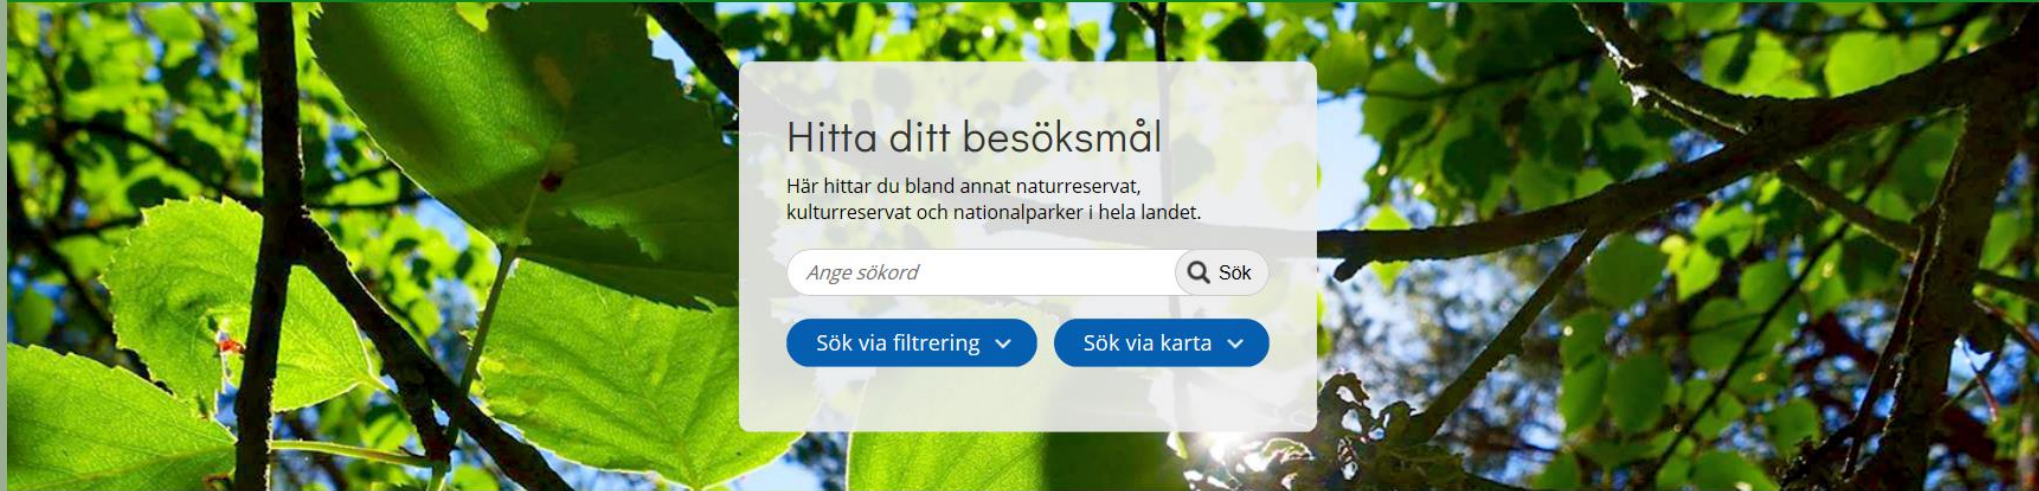 Hitta ditt besöksmål
Här hittar du bland annat naturreservat,
kulturreservat och nationalparker i hela landet.
Ange sökord
Sök
Sök via filtrering
Sök via karta